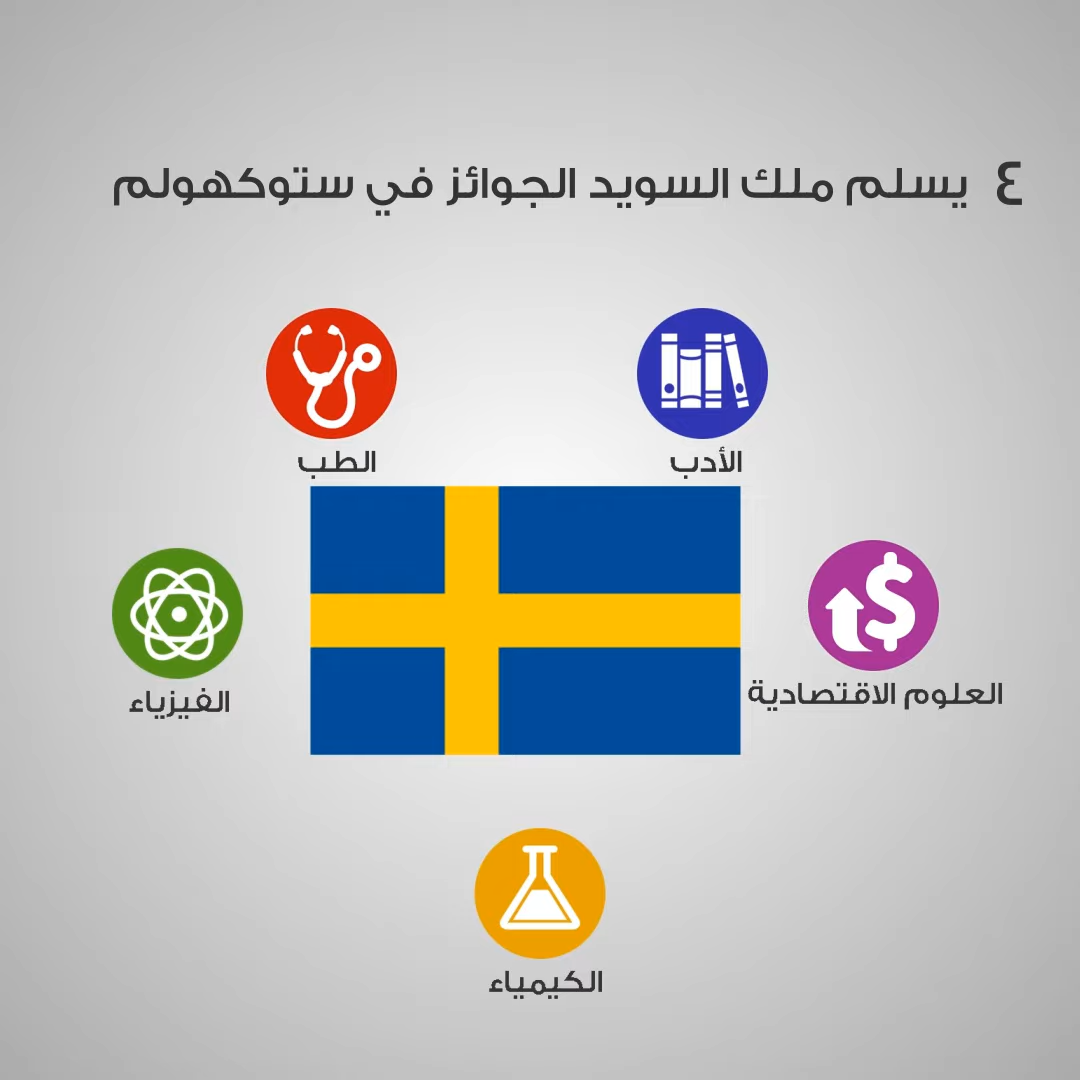 ٤ يسلم ملك السويد الجوائز في ستوكهولم
الأدب
الطب
العلوم الاقتصادية
الفيزياء
الكيمياء